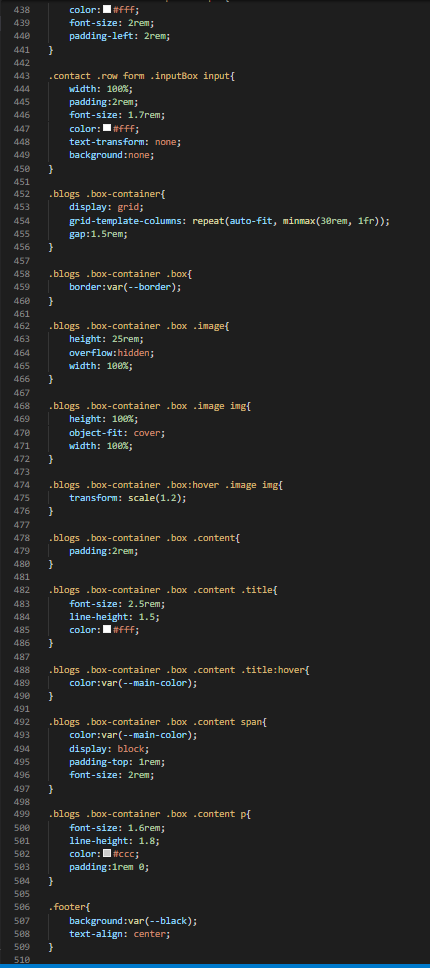 438 color: #fff;
439 font-size: 2rem;
440 padding-left: 2rem;
441 }
442
443 .contact .row form .inputBox input{
444 width: 100%;
445 padding:2rem;
446 font-size: 1.7rem;
447 color: #fff;
448 text-transform: none;
449 background:none;
450 }
451
452 .blogs .box-container{
453 display: grid;
454 grid-template-columns: repeat(auto-fit, minmax(30rem, 1fr));
455 gap:1.5rem;
456 }
457
458 .blogs .box-container .box{
459 border:var(--border);
460 }
461
462 .blogs .box-container .box .image{
463 height: 25rem;
464 overflow:hidden;
465 width: 100%;
466 }
467
468 .blogs .box-container .box .image img{
469 height: 100%;
470 object-fit: cover;
471 width: 100%;
472 }
473
474 .blogs .box-container .box:hover .image img{
475 transform: scale(1.2);
476 }
477
478 .blogs .box-container .box .content{
479 padding:2rem;
480 }
481
482 .blogs .box-container .box .content .title{
483 font-size: 2.5rem;
484 line-height: 1.5;
485 color: #fff;
486 }
487
488 .blogs .box-container .box .content .title:hover{
489 color:var(--main-color);
490 }
491
492 .blogs .box-container .box .content span{
493 color:var(--main-color);
494 display: block;
495 padding-top: 1rem;
496 font-size: 2rem;
497 }
498
499 .blogs .box-container .box .content p{
500 font-size: 1.6rem;
501 line-height: 1.8;
502 color: #ccc;
503 padding:1rem 0;
504 }
505
506 .footer{
507 background:var(--black);
508 text-align: center;
509 }
510